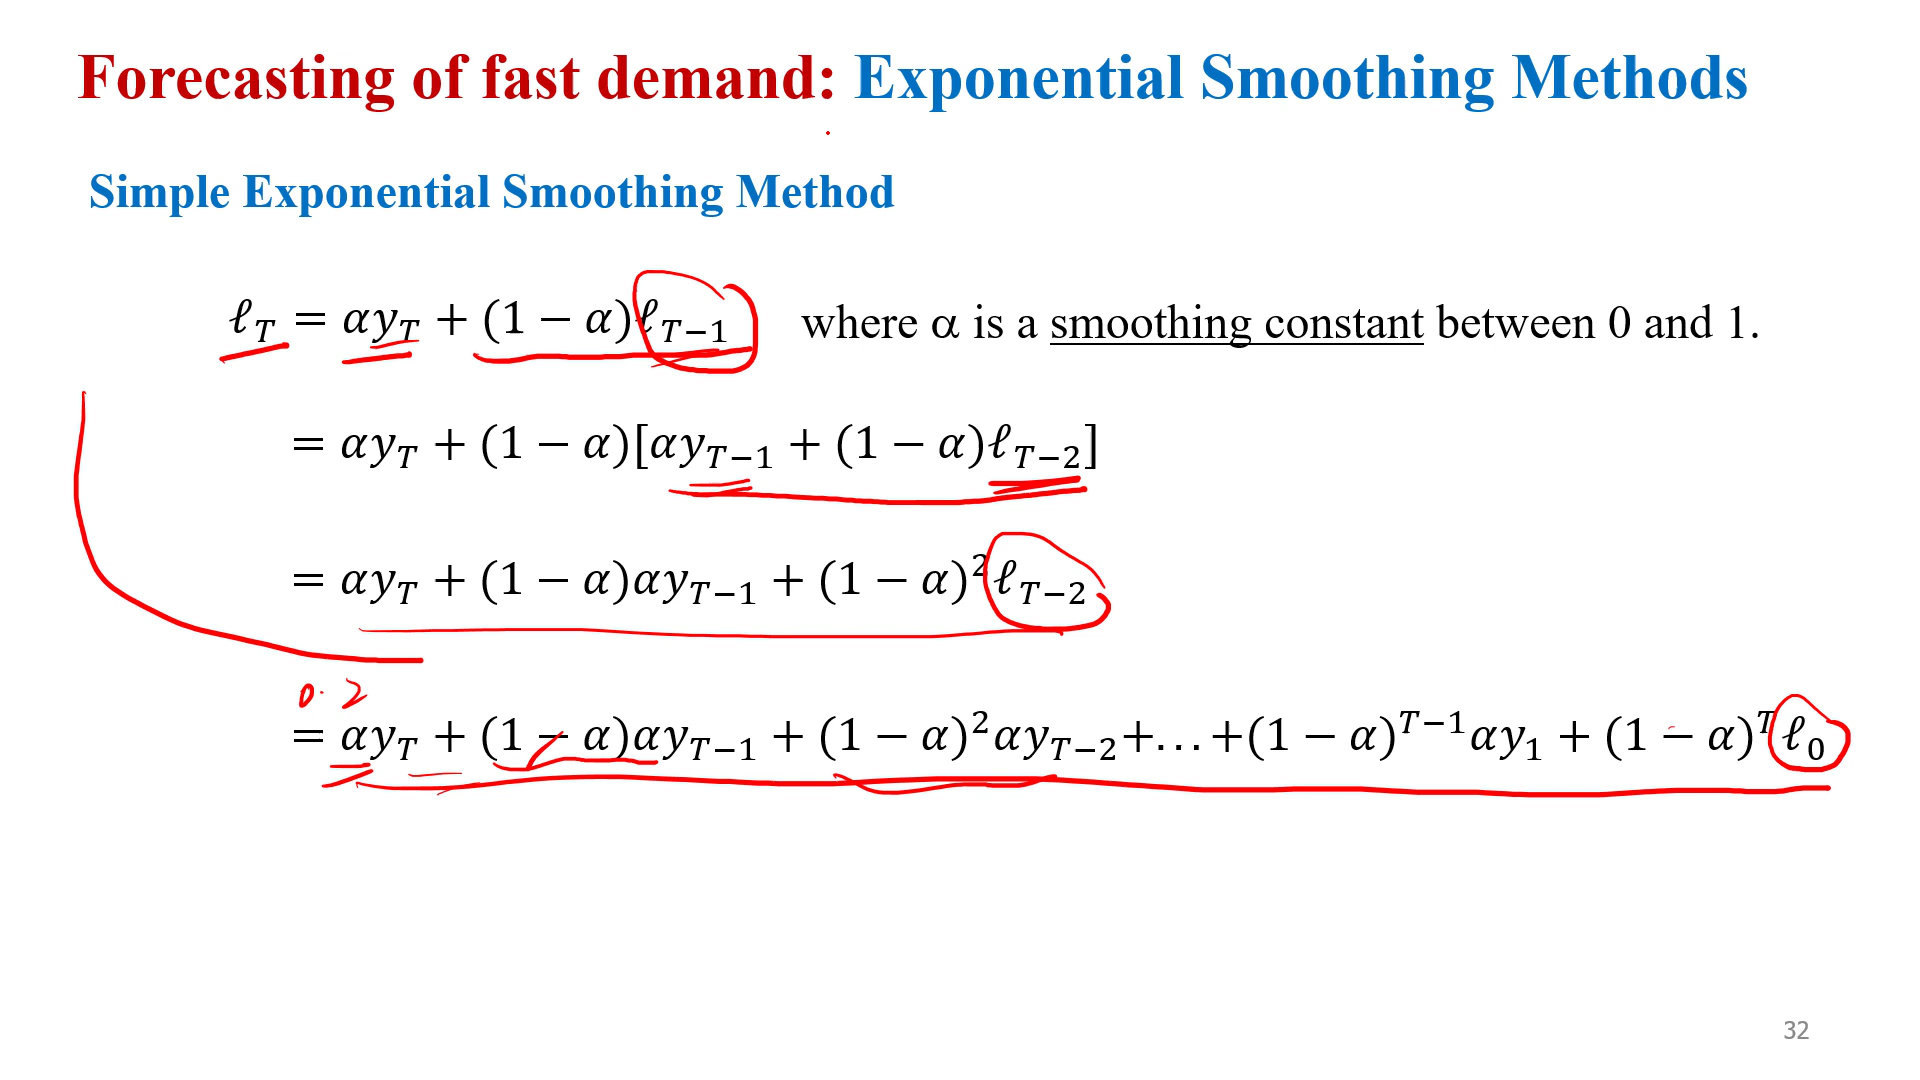 Forecasting of fast demand: Exponential Smoothing Methods
Simple Exponential Smoothing Method
ℓ_T = αy_T + (1 − α)ℓ_{T−1} where α is a smoothing constant between 0 and 1.
= αy_T + (1 − α)[αy_{T−1} + (1 − α)ℓ_{T−2}]
= αy_T + (1 − α)αy_{T−1} + (1 − α)²ℓ_{T−2}
0.2
= αy_T + (1 − α)αy_{T−1} + (1 − α)²αy_{T−2}+...+(1 − α)^{T−1}αy_1 + (1 − α)^Tℓ_0
32